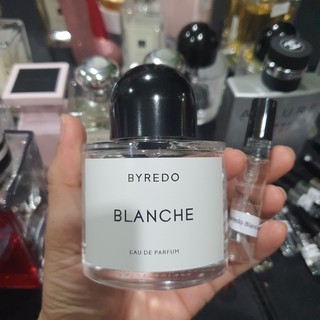 BYREDO
BLANCHE
EAU DE PARFUM